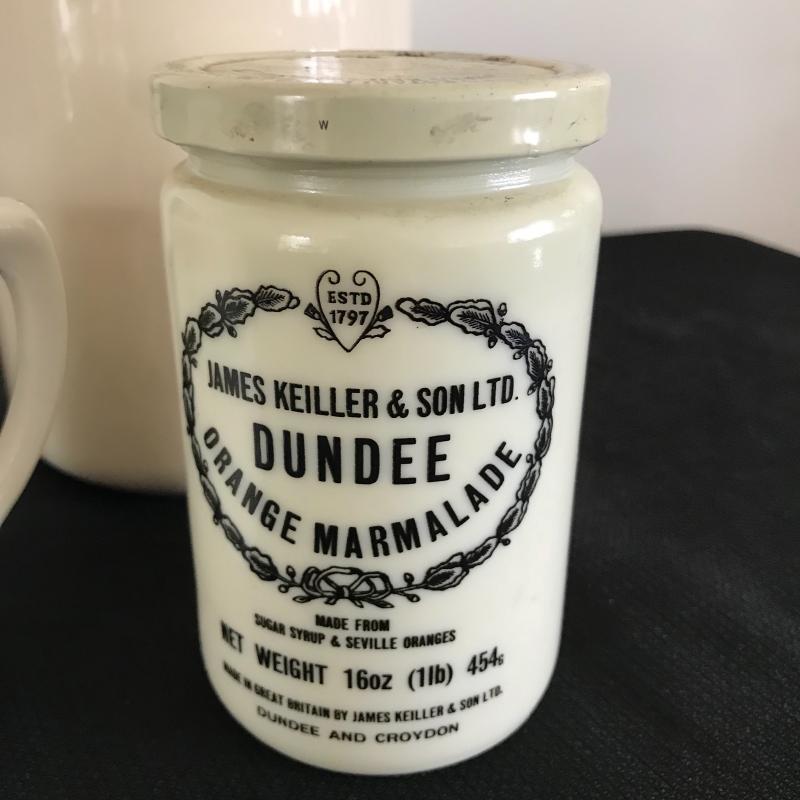 W
ESTD
1797
JAMES KEILLER & SON LTD.
DUNDEE
ORANGE MARMALADE
MADE FROM
SUGAR SYRUP & SEVILLE ORANGES
NET WEIGHT 16oz (1lb) 454g
MADE IN GREAT BRITAIN BY JAMES KEILLER & SON LTD.
DUNDEE AND CROYDON